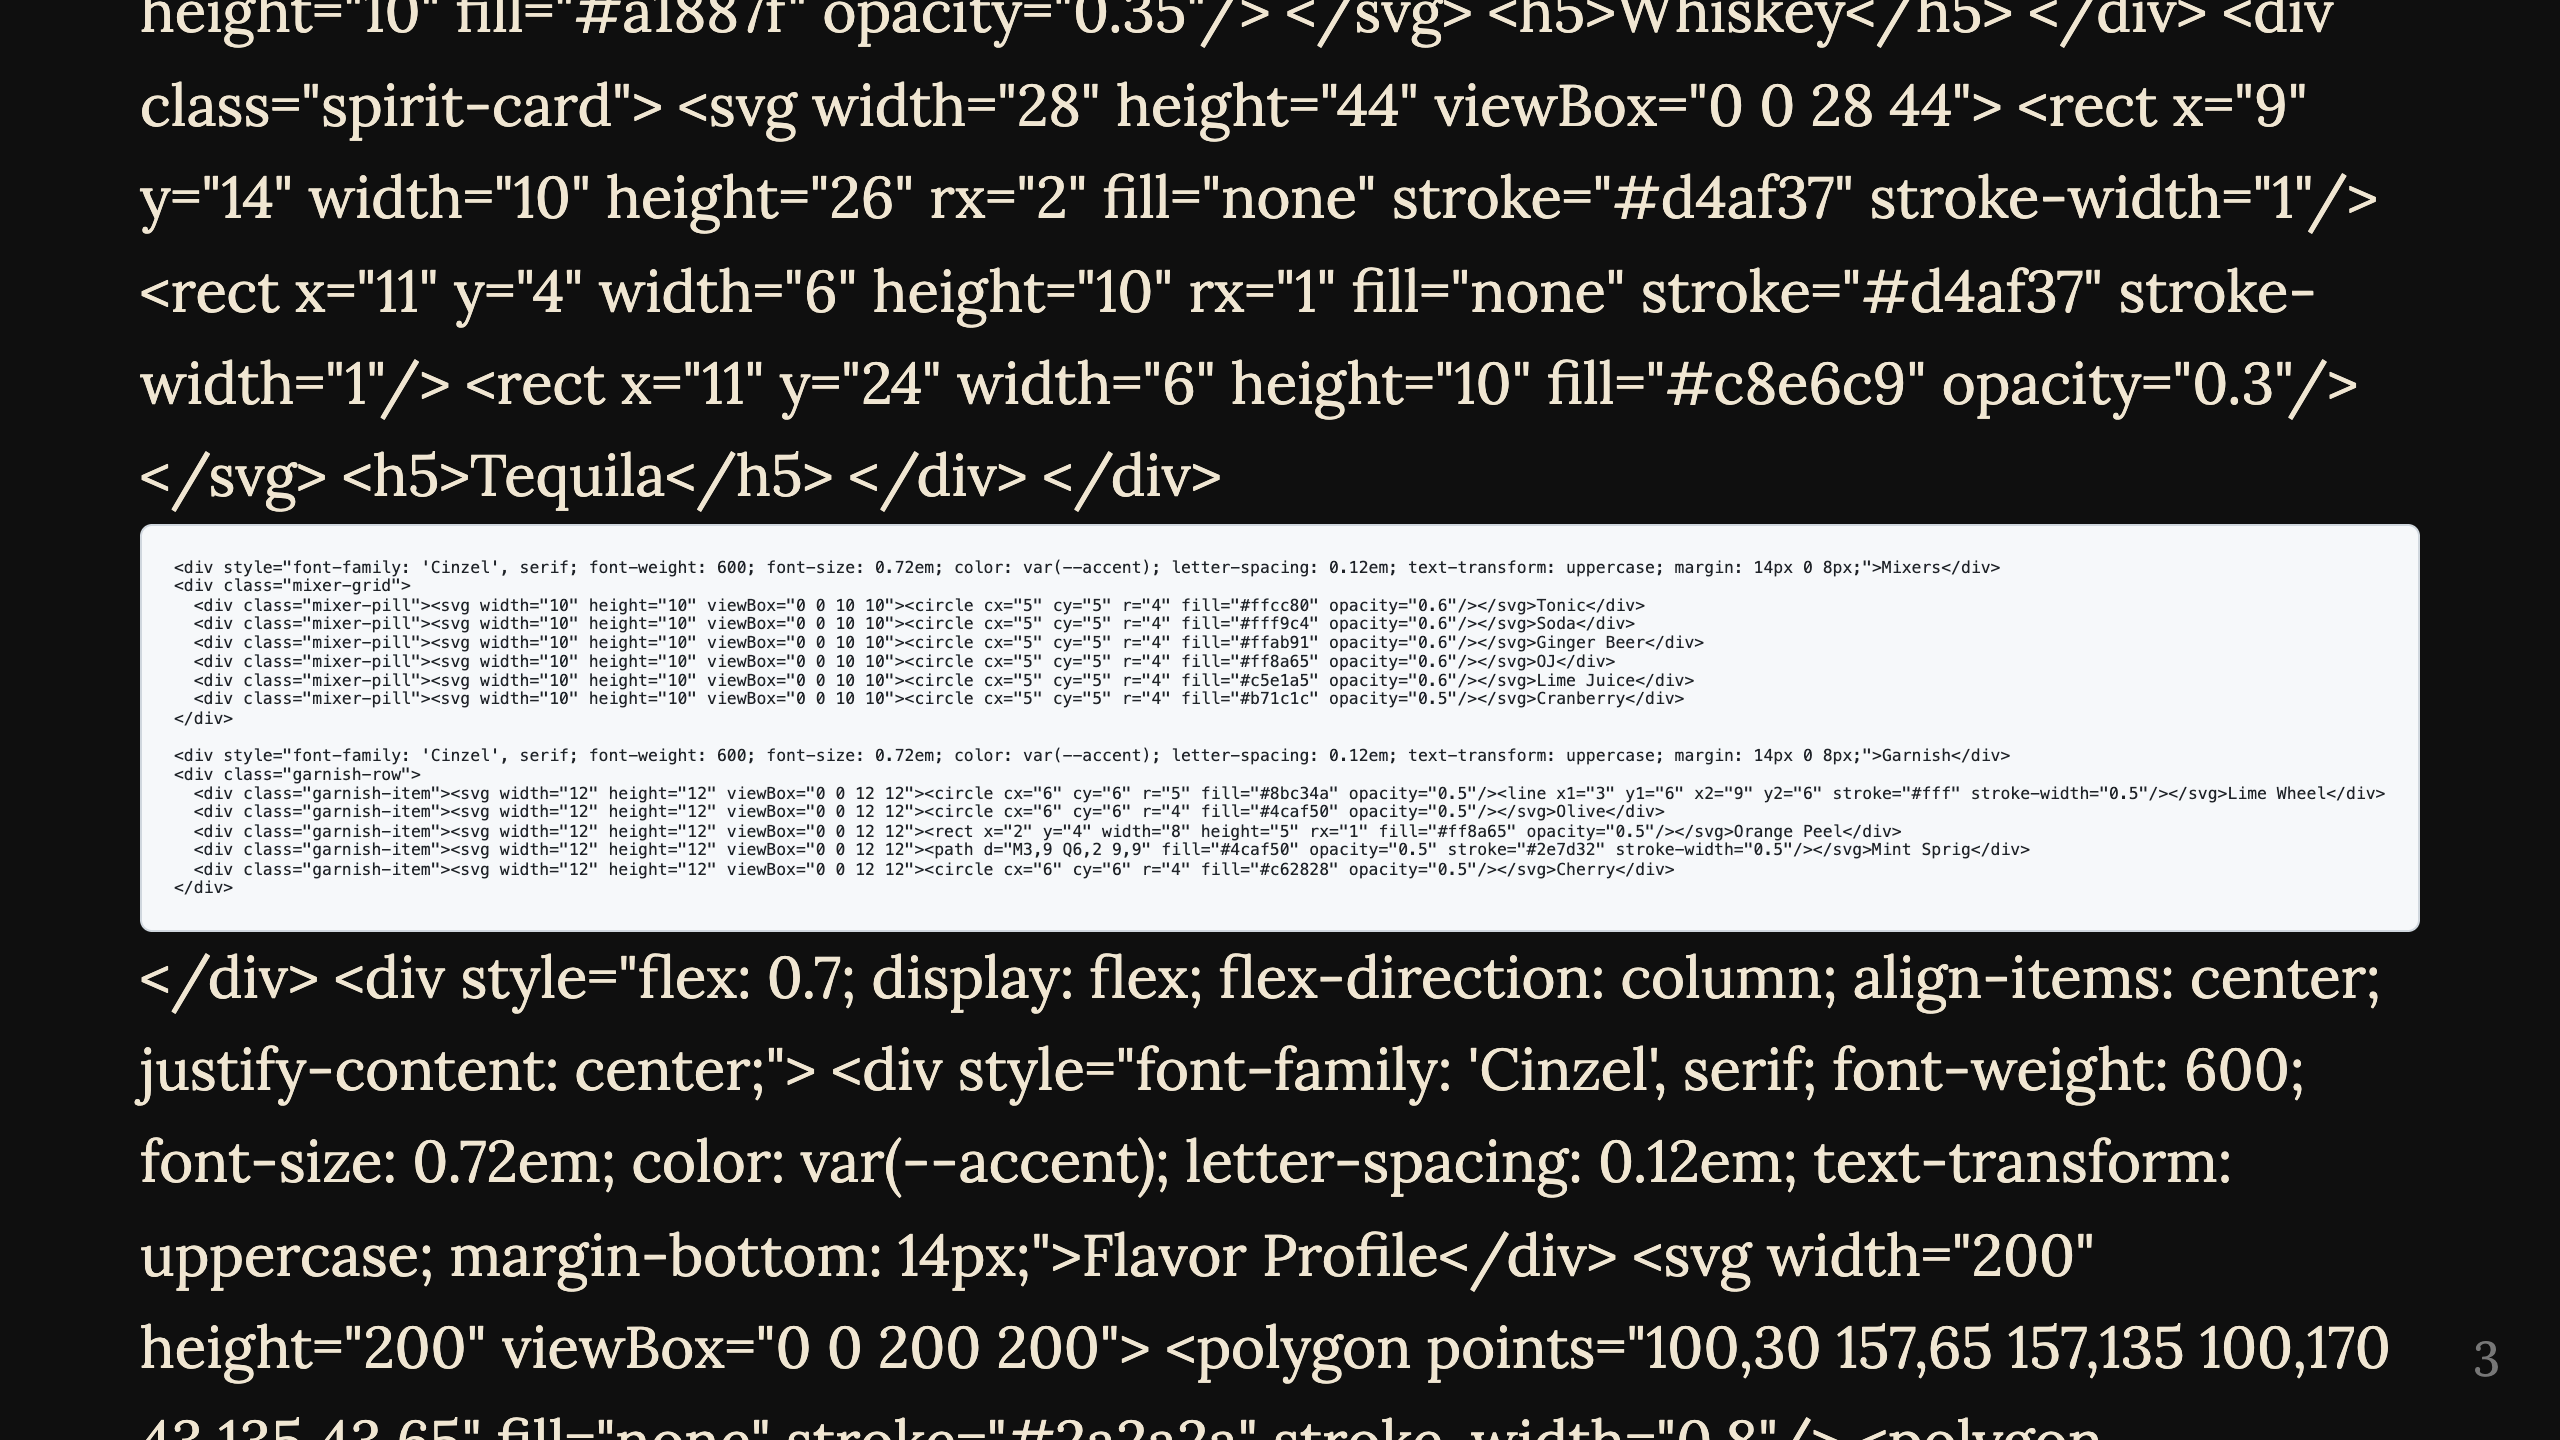 height="10" fill="#a1887f" opacity="0.35"/> </svg> <h5>Whiskey</h5> </div> <div
class="spirit-card"> <svg width="28" height="44" viewBox="0 0 28 44"> <rect x="9"
y="14" width="10" height="26" rx="2" fill="none" stroke="#d4af37" stroke-width="1"/>
<rect x="11" y="4" width="6" height="10" rx="1" fill="none" stroke="#d4af37" stroke-
width="1"/> <rect x="11" y="24" width="6" height="10" fill="#c8e6c9" opacity="0.3"/>
</svg> <h5>Tequila</h5> </div> </div>
<div style="font-family: 'Cinzel', serif; font-weight: 600; font-size: 0.72em; color: var(--accent); letter-spacing: 0.12em; text-transform: uppercase; margin: 14px 0 8px;">Mixers</div>
<div class="mixer-grid">
  <div class="mixer-pill"><svg width="10" height="10" viewBox="0 0 10 10"><circle cx="5" cy="5" r="4" fill="#ffcc80" opacity="0.6"/></svg>Tonic</div>
  <div class="mixer-pill"><svg width="10" height="10" viewBox="0 0 10 10"><circle cx="5" cy="5" r="4" fill="#fff9c4" opacity="0.6"/></svg>Soda</div>
  <div class="mixer-pill"><svg width="10" height="10" viewBox="0 0 10 10"><circle cx="5" cy="5" r="4" fill="#ffab91" opacity="0.6"/></svg>Ginger Beer</div>
  <div class="mixer-pill"><svg width="10" height="10" viewBox="0 0 10 10"><circle cx="5" cy="5" r="4" fill="#ff8a65" opacity="0.6"/></svg>OJ</div>
  <div class="mixer-pill"><svg width="10" height="10" viewBox="0 0 10 10"><circle cx="5" cy="5" r="4" fill="#c5e1a5" opacity="0.6"/></svg>Lime Juice</div>
  <div class="mixer-pill"><svg width="10" height="10" viewBox="0 0 10 10"><circle cx="5" cy="5" r="4" fill="#b71c1c" opacity="0.5"/></svg>Cranberry</div>
</div>
<div style="font-family: 'Cinzel', serif; font-weight: 600; font-size: 0.72em; color: var(--accent); letter-spacing: 0.12em; text-transform: uppercase; margin: 14px 0 8px;">Garnish</div>
<div class="garnish-row">
  <div class="garnish-item"><svg width="12" height="12" viewBox="0 0 12 12"><circle cx="6" cy="6" r="5" fill="#8bc34a" opacity="0.5"/><line x1="3" y1="6" x2="9" y2="6" stroke="#fff" stroke-width="0.5"/></svg>Lime Wheel</div>
  <div class="garnish-item"><svg width="12" height="12" viewBox="0 0 12 12"><circle cx="6" cy="6" r="4" fill="#4caf50" opacity="0.5"/></svg>Olive</div>
  <div class="garnish-item"><svg width="12" height="12" viewBox="0 0 12 12"><rect x="2" y="4" width="8" height="5" rx="1" fill="#ff8a65" opacity="0.5"/></svg>Orange Peel</div>
  <div class="garnish-item"><svg width="12" height="12" viewBox="0 0 12 12"><path d="M3,9 Q6,2 9,9" fill="#4caf50" opacity="0.5" stroke="#2e7d32" stroke-width="0.5"/></svg>Mint Sprig</div>
  <div class="garnish-item"><svg width="12" height="12" viewBox="0 0 12 12"><circle cx="6" cy="6" r="4" fill="#c62828" opacity="0.5"/></svg>Cherry</div>
</div>
</div> <div style="flex: 0.7; display: flex; flex-direction: column; align-items: center;
justify-content: center;"> <div style="font-family: 'Cinzel', serif; font-weight: 600;
font-size: 0.72em; color: var(--accent); letter-spacing: 0.12em; text-transform:
uppercase; margin-bottom: 14px;">Flavor Profile</div> <svg width="200"
height="200" viewBox="0 0 200 200"> <polygon points="100,30 157,65 157,135 100,170
43,135 43,65" fill="none" stroke="#2a2a2a" stroke-width="0.8"/> <polygon
3